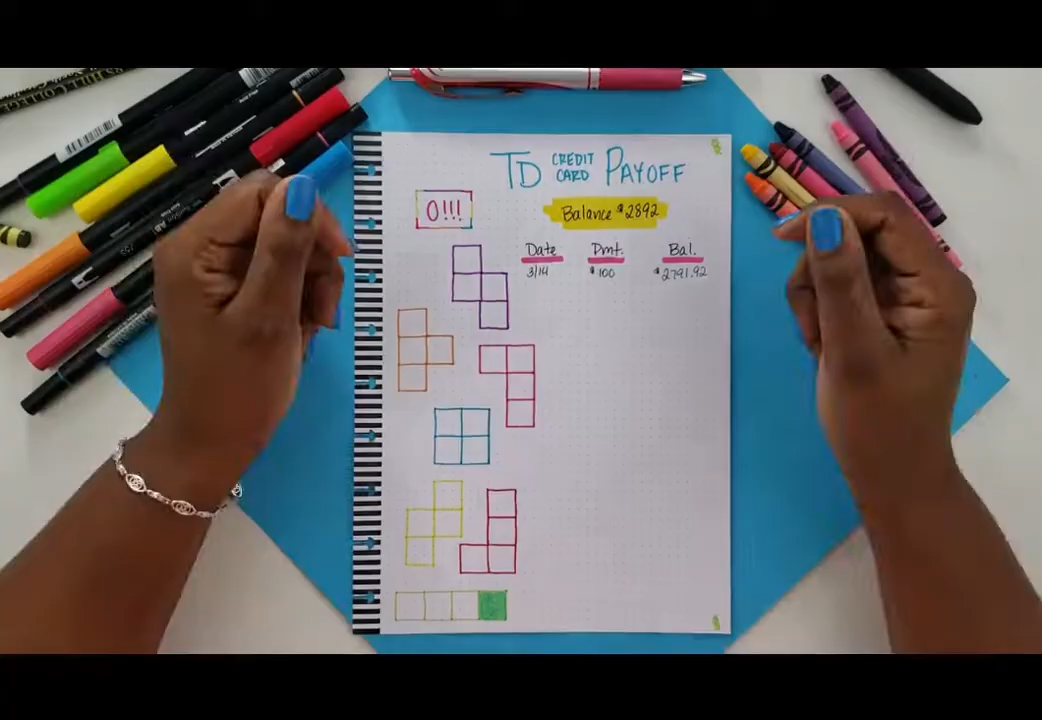 TD CREDIT CARD PAYOFF
0!!!
Balance $2892
Date Pmt. Bal.
3/14 $100 $2791.92